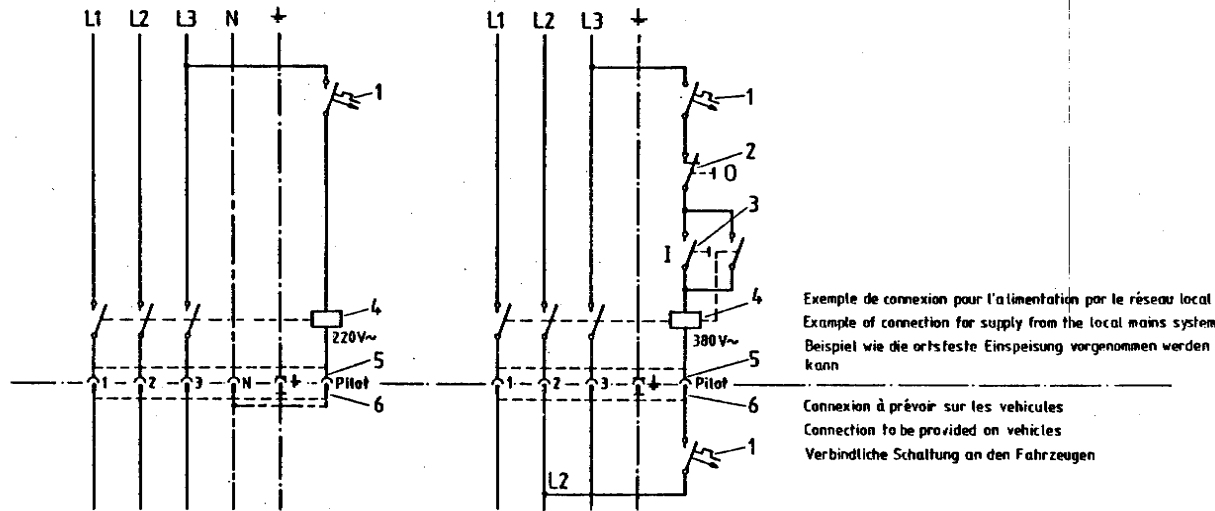 L1 L2 L3 N
1
4
220V~
5
1 2 3 N Pilot
6
L1 L2 L3
1
2
O
3
I
4
380V~
5
1 2 3 Pilot
6
1
L2
Exemple de connexion pour l'alimentation par le réseau local
Example of connection for supply from the local mains system
Beispiel wie die ortsfeste Einspeisung vorgenommen werden
kann
Connexion à prévoir sur les vehicules
Connection to be provided on vehicles
Verbindliche Schaltung an den Fahrzeugen